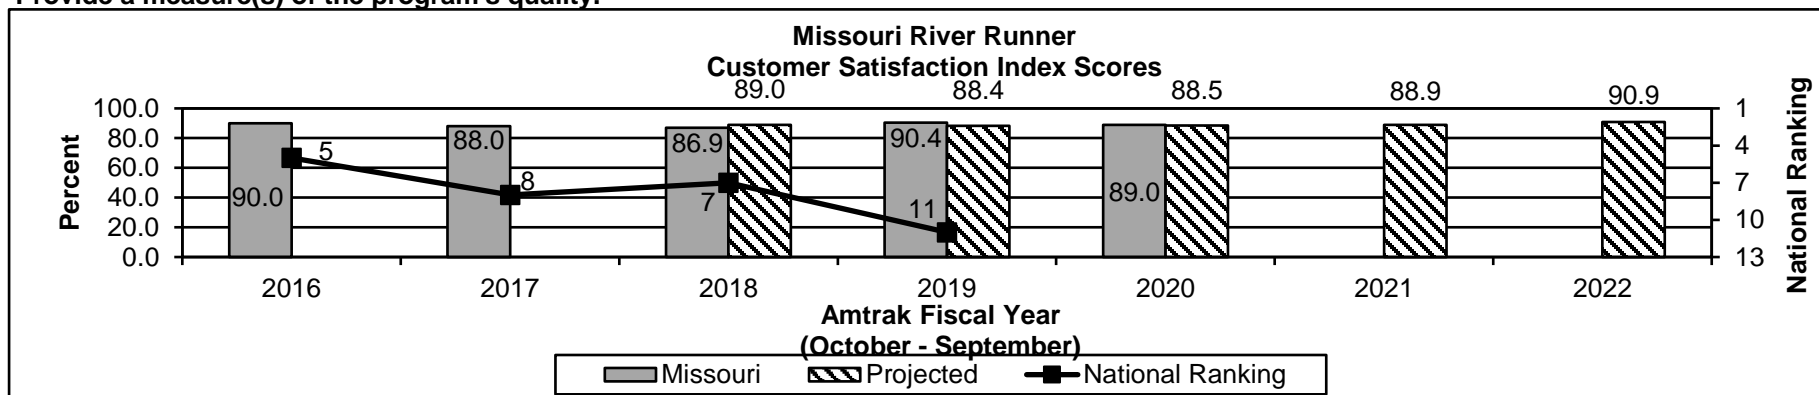 Provide a measure(s) of the program's quality.
Missouri River Runner
Customer Satisfaction Index Scores
89.0 88.4 88.5 88.9 90.9
100.0
80.0
60.0
40.0
20.0
0.0
Percent
90.0 88.0 86.9 90.4 89.0
5 8 7 11
1
4
7
10
13
National Ranking
2016 2017 2018 2019 2020 2021 2022
Amtrak Fiscal Year
(October - September)
Missouri Projected National Ranking